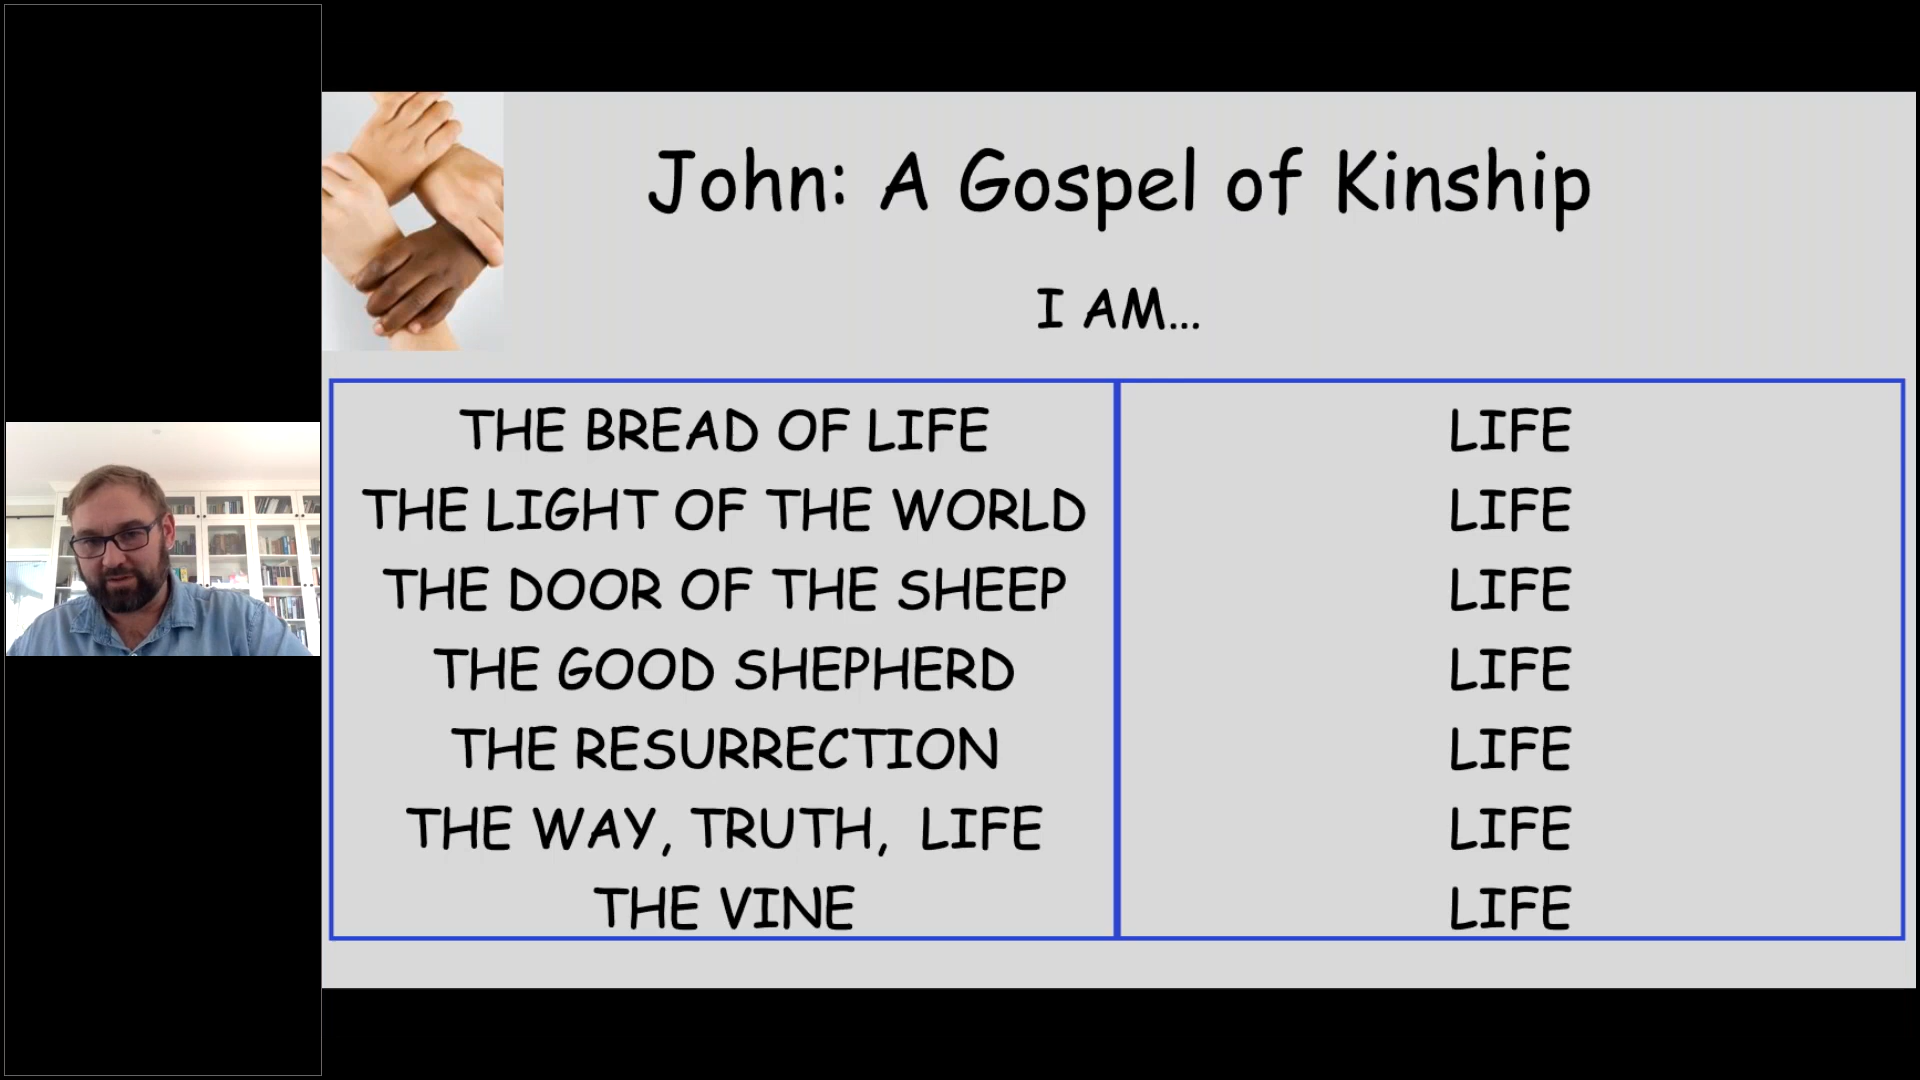 John: A Gospel of Kinship
I AM...
THE BREAD OF LIFE LIFE
THE LIGHT OF THE WORLD LIFE
THE DOOR OF THE SHEEP LIFE
THE GOOD SHEPHERD LIFE
THE RESURRECTION LIFE
THE WAY, TRUTH, LIFE LIFE
THE VINE LIFE